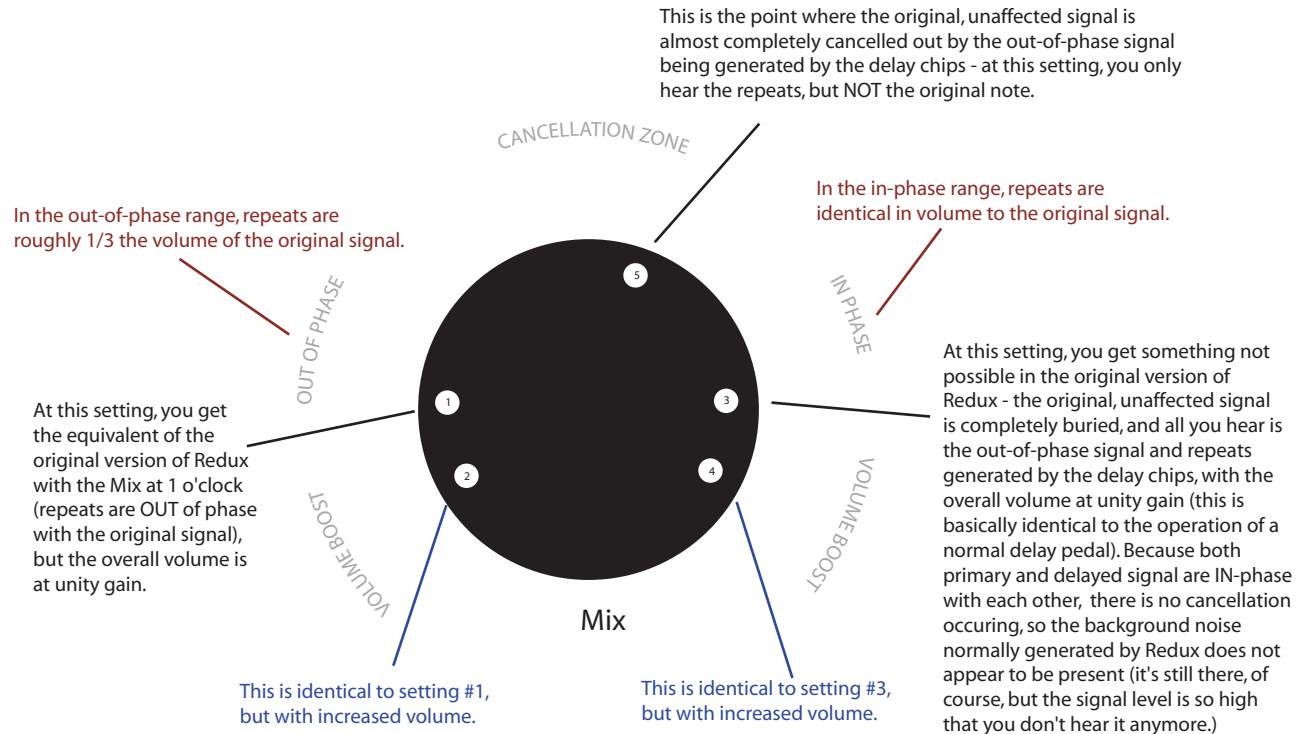 This is the point where the original, unaffected signal is
almost completely cancelled out by the out-of-phase signal
being generated by the delay chips - at this setting, you only
hear the repeats, but NOT the original note.
CANCELLATION ZONE
In the out-of-phase range, repeats are
roughly 1/3 the volume of the original signal.
In the in-phase range, repeats are
identical in volume to the original signal.
OUT OF PHASE
IN PHASE
5
1
3
2
4
At this setting, you get
the equivalent of the
original version of Redux
with the Mix at 1 o'clock
(repeats are OUT of phase
with the original signal),
but the overall volume is
at unity gain.
At this setting, you get something not
possible in the original version of
Redux - the original, unaffected signal
is completely buried, and all you hear is
the out-of-phase signal and repeats
generated by the delay chips, with the
overall volume at unity gain (this is
basically identical to the operation of a
normal delay pedal). Because both
primary and delayed signal are IN-phase
with each other, there is no cancellation
occuring, so the background noise
normally generated by Redux does not
appear to be present (it's still there, of
course, but the signal level is so high
that you don't hear it anymore.)
VOLUME BOOST
VOLUME BOOST
Mix
This is identical to setting #1,
but with increased volume.
This is identical to setting #3,
but with increased volume.